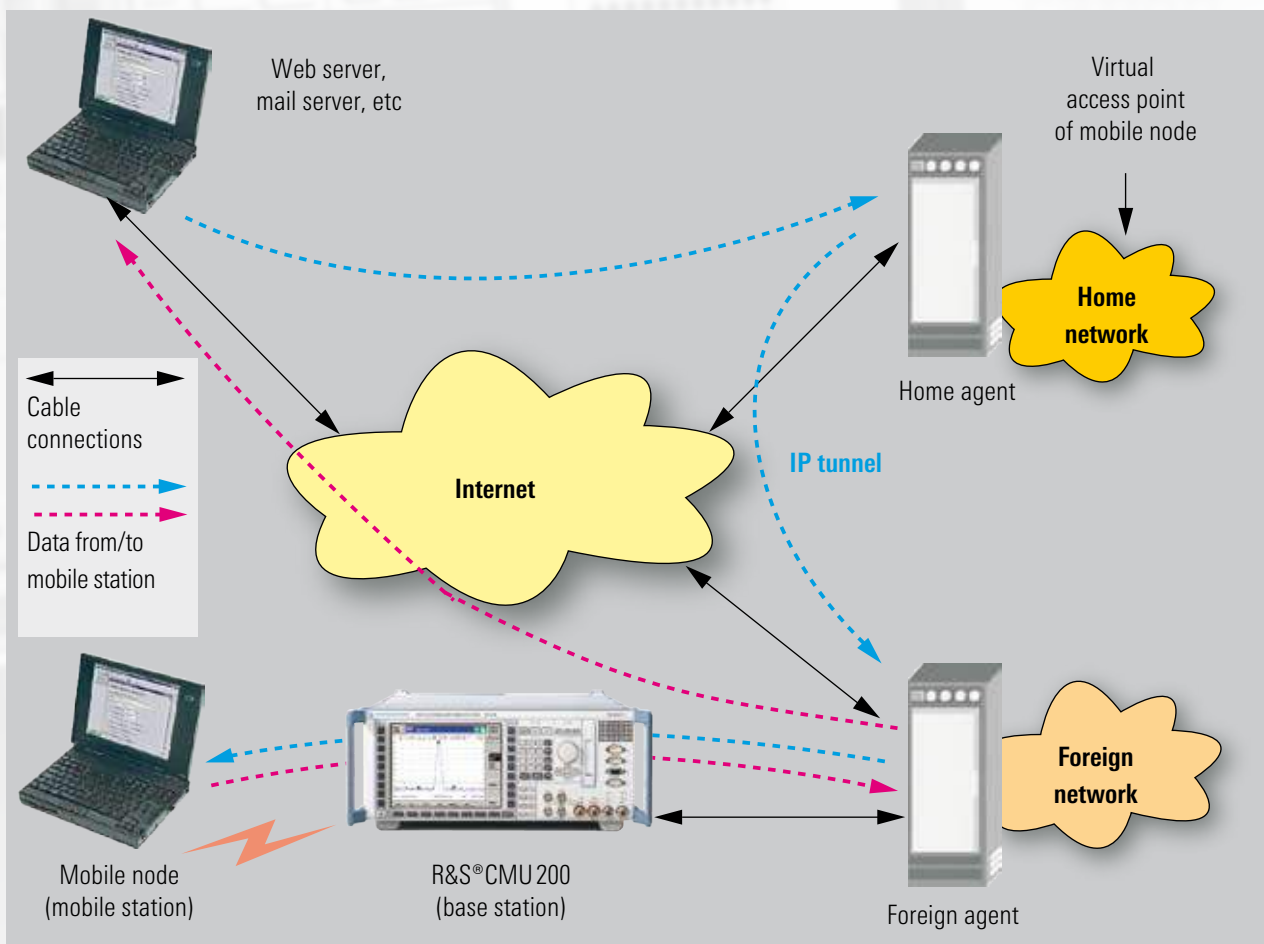 Web server,
mail server, etc
Virtual
access point
of mobile node
Home
network
Home agent
Cable
connections
Data from/to
mobile station
Internet
IP tunnel
Foreign
network
Mobile node
(mobile station)
R&S®CMU 200
(base station)
Foreign agent